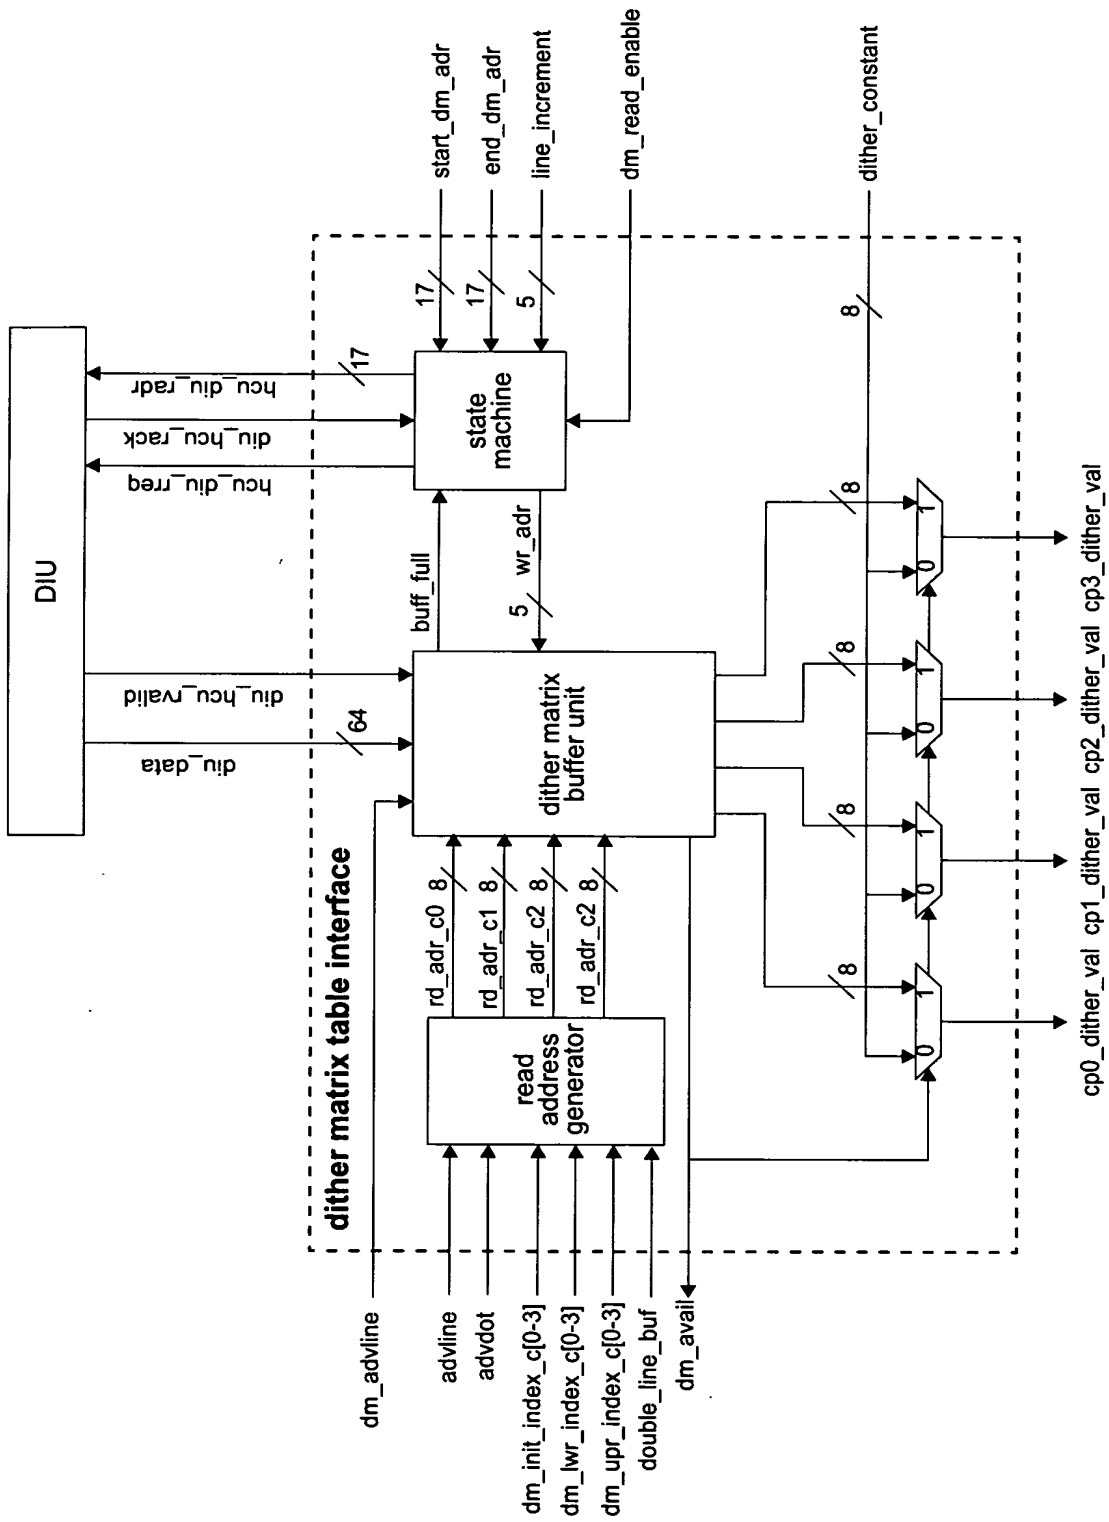 DIU
diu_data
64
diu_hcu_rvalid
hcu_diu_rreq
diu_hcu_rack
hcu_diu_radr
17
dither matrix table interface
dm_advline
advline
advdot
dm_init_index_c[0-3]
dm_lwr_index_c[0-3]
dm_upr_index_c[0-3]
double_line_buf
dm_avail
read
address
generator
rd_adr_c0
8
rd_adr_c1
8
rd_adr_c2
8
rd_adr_c2
8
dither matrix
buffer unit
buff_full
wr_adr
5
state
machine
17
start_dm_adr
17
end_dm_adr
5
line_increment
dm_read_enable
8
dither_constant
8
8
8
8
0 1
0 1
0 1
0 1
cp0_dither_val cp1_dither_val cp2_dither_val cp3_dither_val